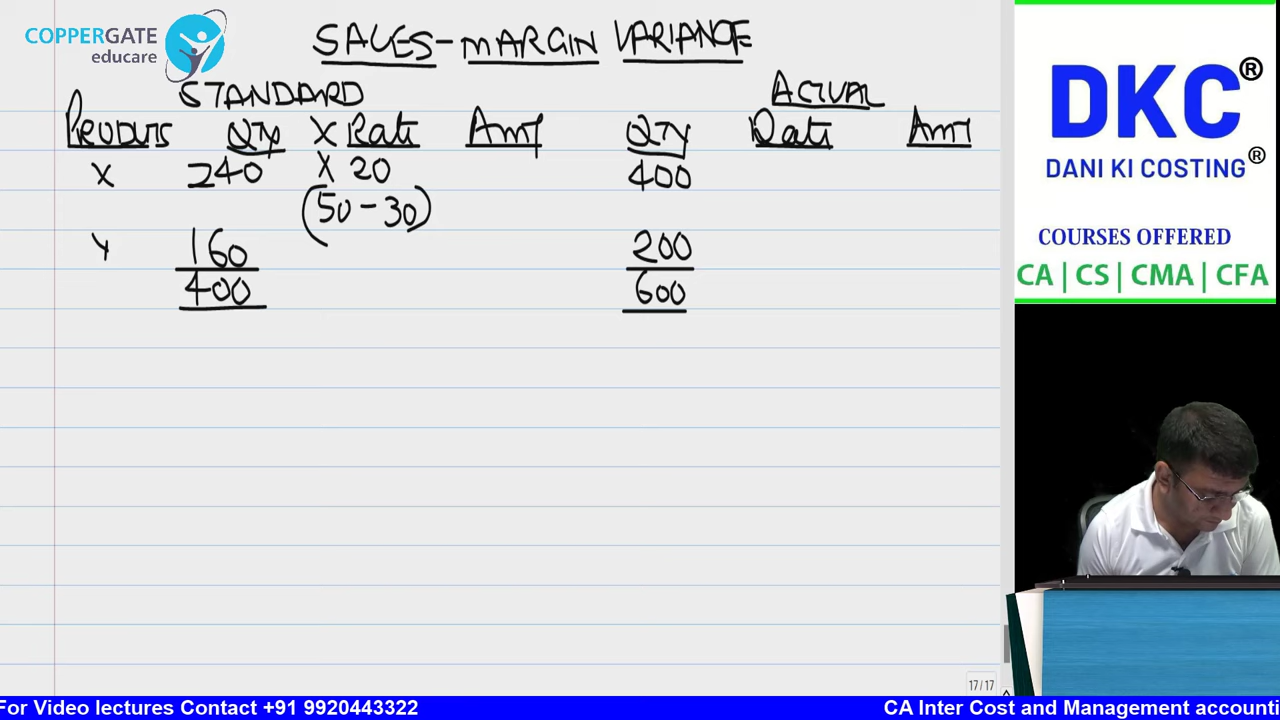 COPPERGATE
educare
SALES-MARGIN VARIANCE
STANDARD
ACTUAL
PRODUTS QTY X Rate AmT QTY Rate AmT
X 240 X 20 400
(50-30)
Y 160 200
400 600
17/17
DKC®
DANI KI COSTING®
COURSES OFFERED
CA | CS | CMA | CFA
For Video lectures Contact +91 9920443322
CA Inter Cost and Management accounti